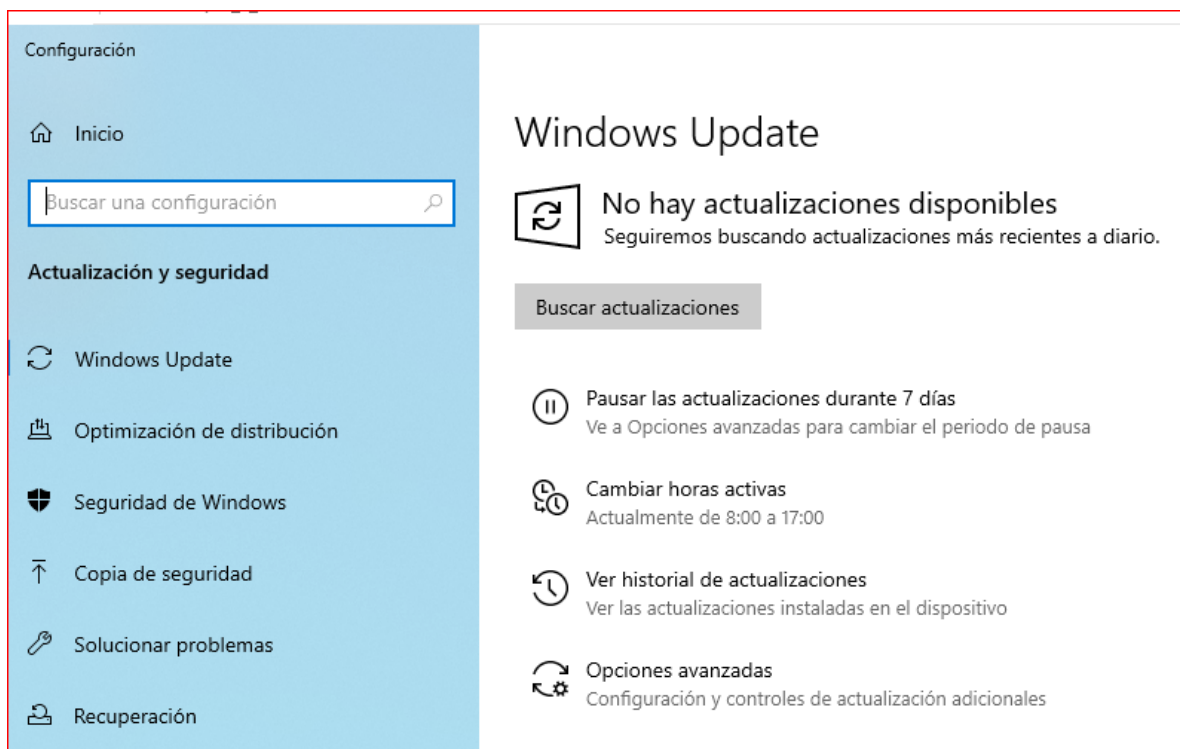 Configuración
Inicio
Buscar una configuración
Actualización y seguridad
Windows Update
Optimización de distribución
Seguridad de Windows
Copia de seguridad
Solucionar problemas
Recuperación
Windows Update
No hay actualizaciones disponibles
Seguiremos buscando actualizaciones más recientes a diario.
Buscar actualizaciones
Pausar las actualizaciones durante 7 días
Ve a Opciones avanzadas para cambiar el periodo de pausa
Cambiar horas activas
Actualmente de 8:00 a 17:00
Ver historial de actualizaciones
Ver las actualizaciones instaladas en el dispositivo
Opciones avanzadas
Configuración y controles de actualización adicionales